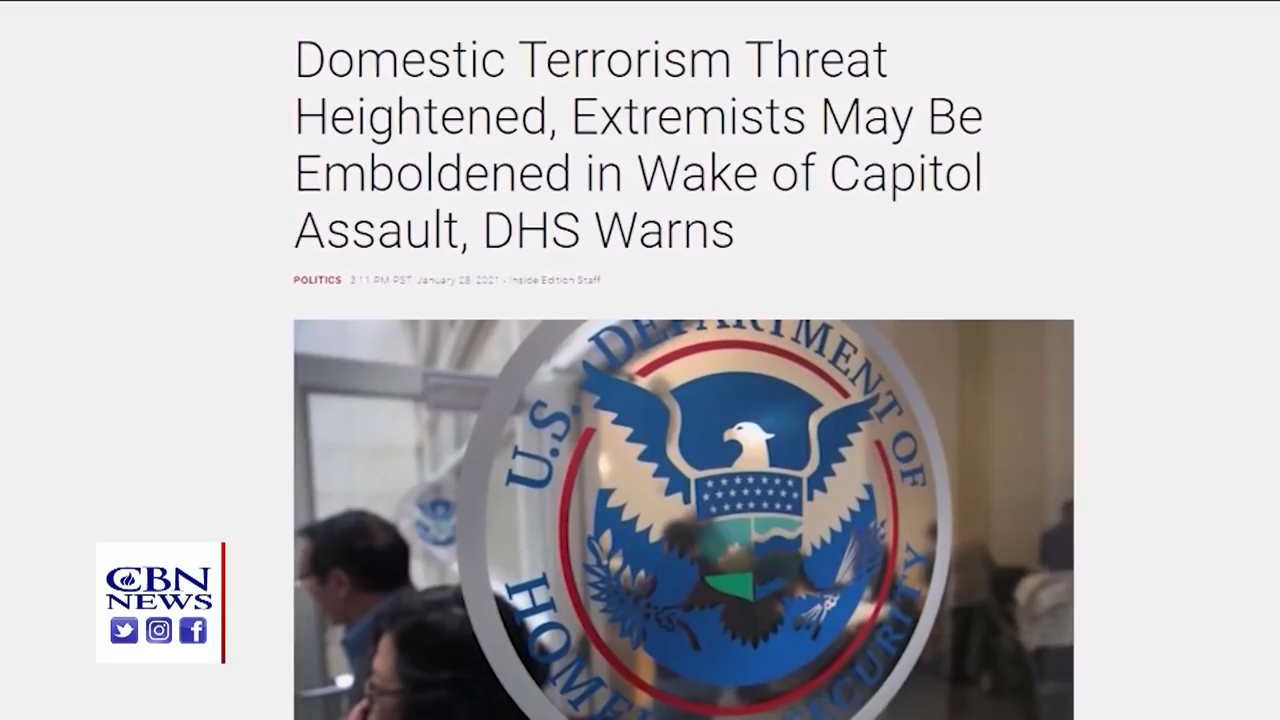 Domestic Terrorism Threat
Heightened, Extremists May Be
Emboldened in Wake of Capitol
Assault, DHS Warns
POLITICS 3:11 PM PST, January 28, 2021 - Inside Edition Staff
U.S. DEPARTMENT OF
HOMEL SECURITY
CBN
NEWS